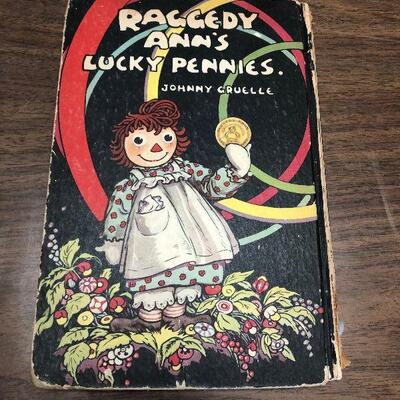 RAGGEDY
ANN'S
LUCKY PENNIES.
JOHNNY GRUELLE